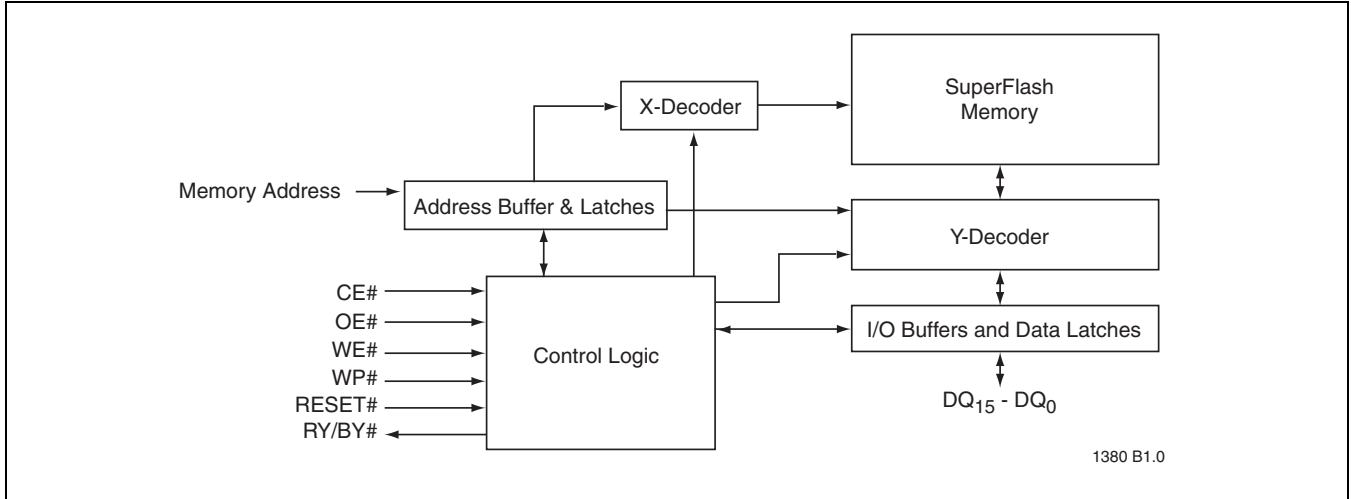 SuperFlash
Memory
X-Decoder
Memory Address
Address Buffer & Latches
Y-Decoder
CE#
OE#
WE#
WP#
RESET#
RY/BY#
Control Logic
I/O Buffers and Data Latches
DQ15 - DQ0
1380 B1.0